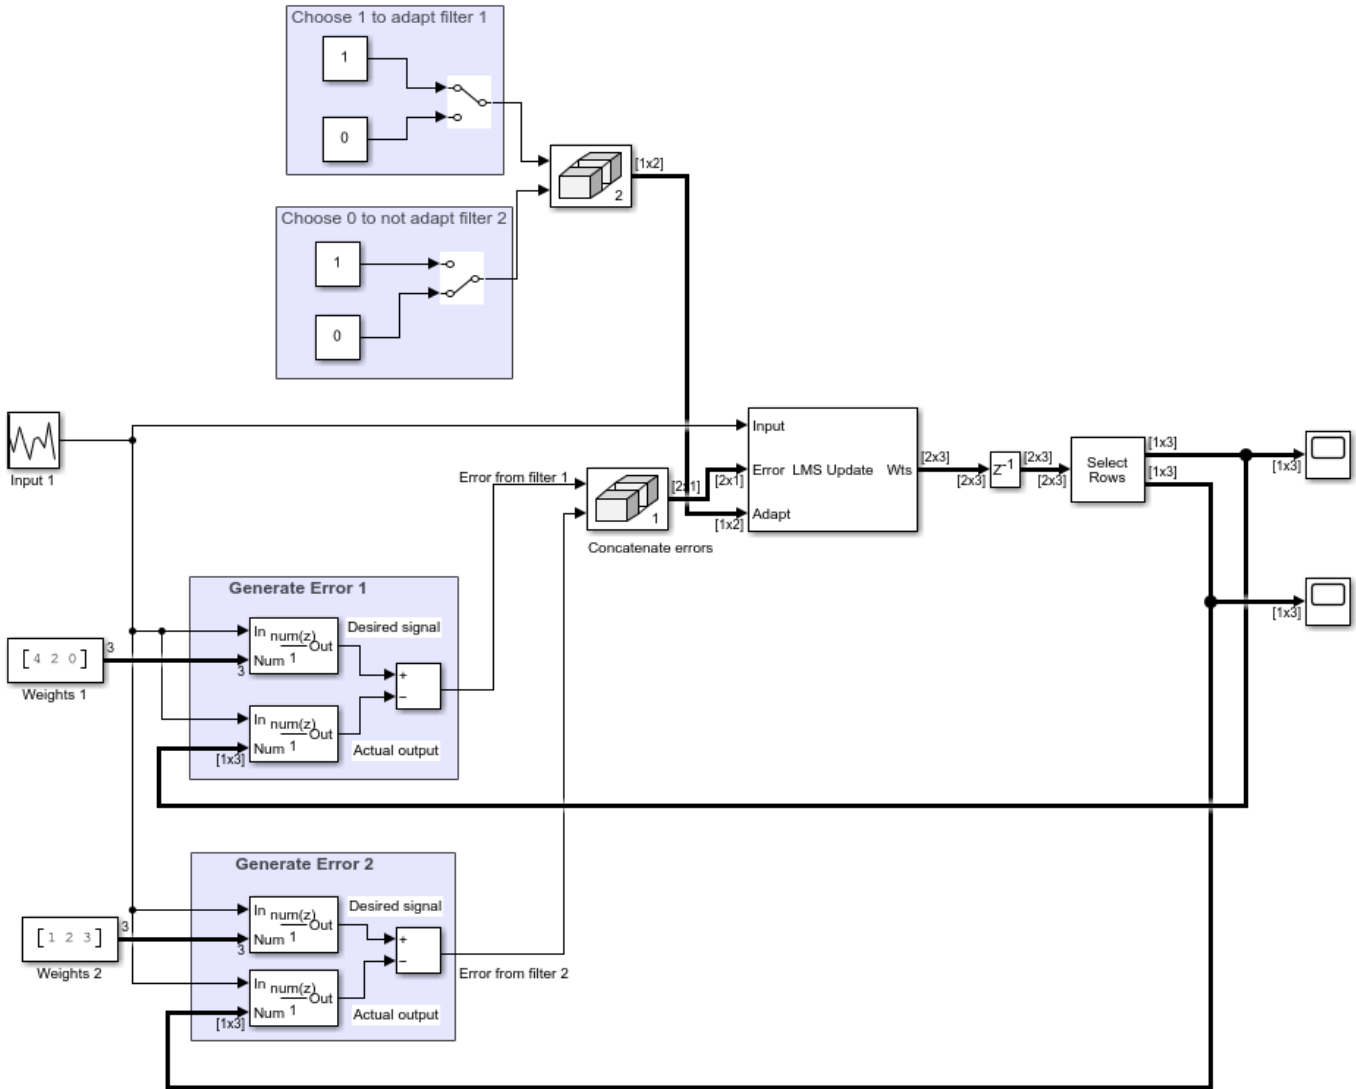 Choose 1 to adapt filter 1
1
0
2
[1x2]
Choose 0 to not adapt filter 2
1
0
Input 1
Error from filter 1
1
[2x1]
Concatenate errors
Input
Error LMS Update Wts
[2x1]
Adapt
[1x2]
[2x3]
[2x3]
z-1
[2x3]
[2x3]
Select
Rows
[1x3]
[1x3]
[1x3]
[1x3]
Generate Error 1
[4 2 0]
3
Weights 1
In num(z) Out
Num 1
3
Desired signal
+
−
In num(z) Out
Num 1
[1x3]
Actual output
Generate Error 2
[1 2 3]
3
Weights 2
In num(z) Out
Num 1
3
Desired signal
+
−
Error from filter 2
In num(z) Out
Num 1
[1x3]
Actual output